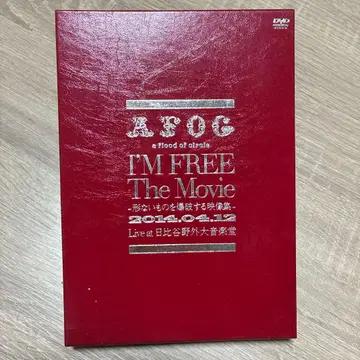 DVD
AFOC
a flood of circle
I'M FREE
The Movie
-形ないものを爆破する映像集-
2014.04.12
Live at 日比谷野外大音楽堂